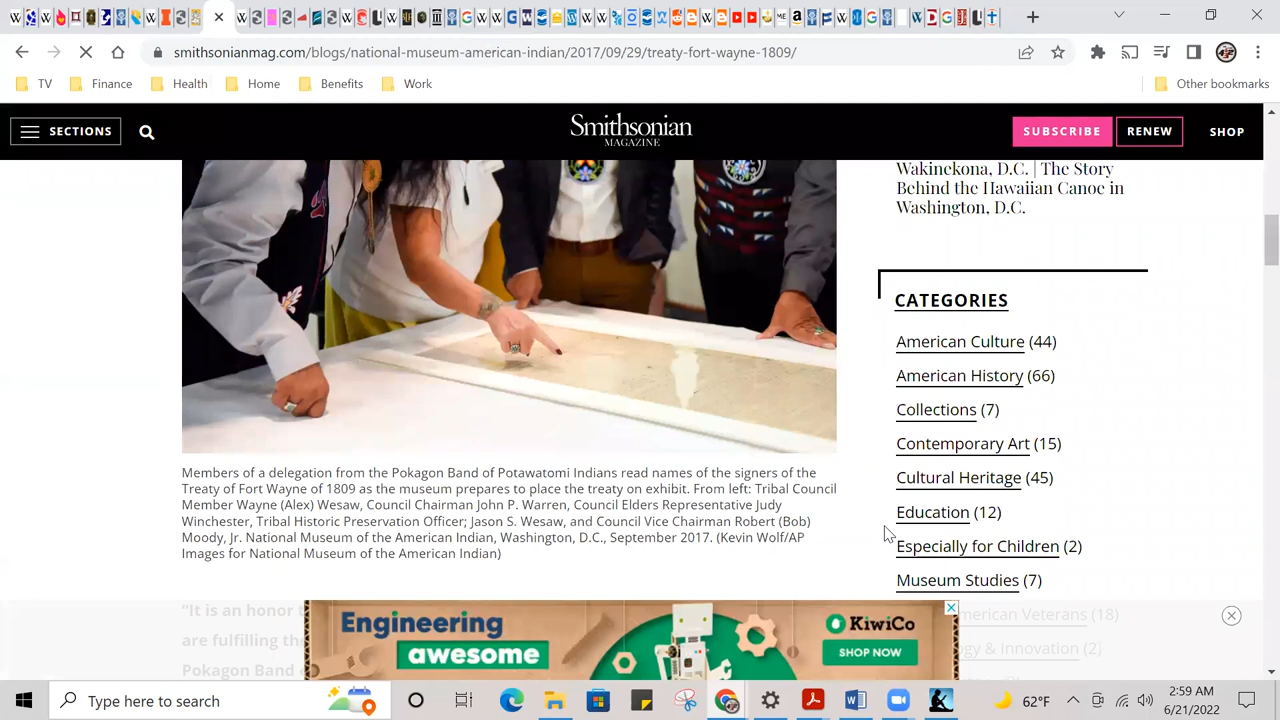 smithsonianmag.com/blogs/national-museum-american-indian/2017/09/29/treaty-fort-wayne-1809/
TV
Finance
Health
Home
Benefits
Work
Other bookmarks
SECTIONS
Smithsonian
MAGAZINE
SUBSCRIBE
RENEW
SHOP
Wakinekona, D.C. | The Story
Behind the Hawaiian Canoe in
Washington, D.C.
CATEGORIES
American Culture (44)
American History (66)
Collections (7)
Contemporary Art (15)
Cultural Heritage (45)
Education (12)
Especially for Children (2)
Museum Studies (7)
merican Veterans (18)
gy & Innovation (2)
Members of a delegation from the Pokagon Band of Potawatomi Indians read names of the signers of the
Treaty of Fort Wayne of 1809 as the museum prepares to place the treaty on exhibit. From left: Tribal Council
Member Wayne (Alex) Wesaw, Council Chairman John P. Warren, Council Elders Representative Judy
Winchester, Tribal Historic Preservation Officer; Jason S. Wesaw, and Council Vice Chairman Robert (Bob)
Moody, Jr. National Museum of the American Indian, Washington, D.C., September 2017. (Kevin Wolf/AP
Images for National Museum of the American Indian)
"It is an honor
are fulfilling th
Pokagon Band
Engineering
awesome
KiwiCo
SHOP NOW
Type here to search
62°F
2:59 AM
6/21/2022